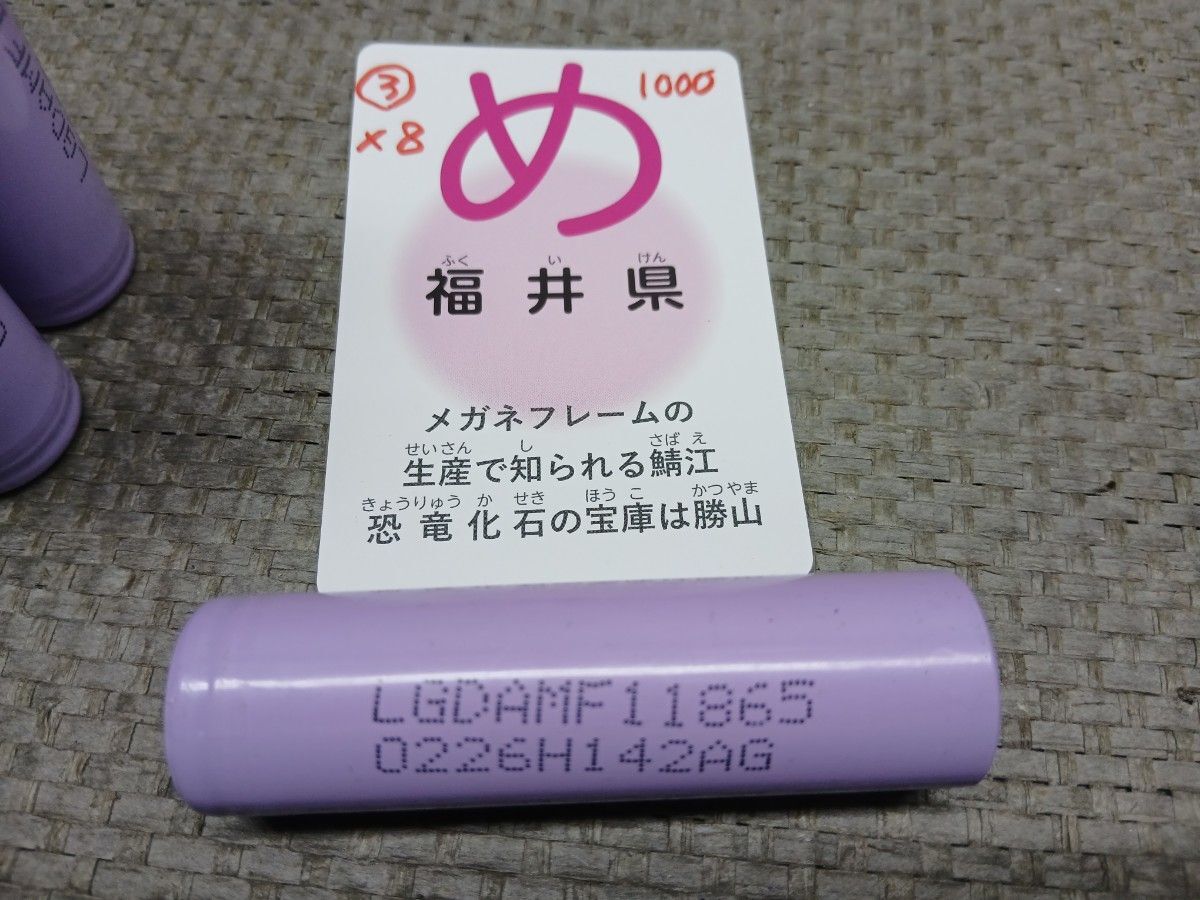 ③
×8
1000
め
ふく い けん
福井県
メガネフレームの
せいさん し さば え
生産で知られる鯖江
きょうりゅう か せき ほう こ かつやま
恐竜化石の宝庫は勝山
LGDAMF11865
0226H142AG